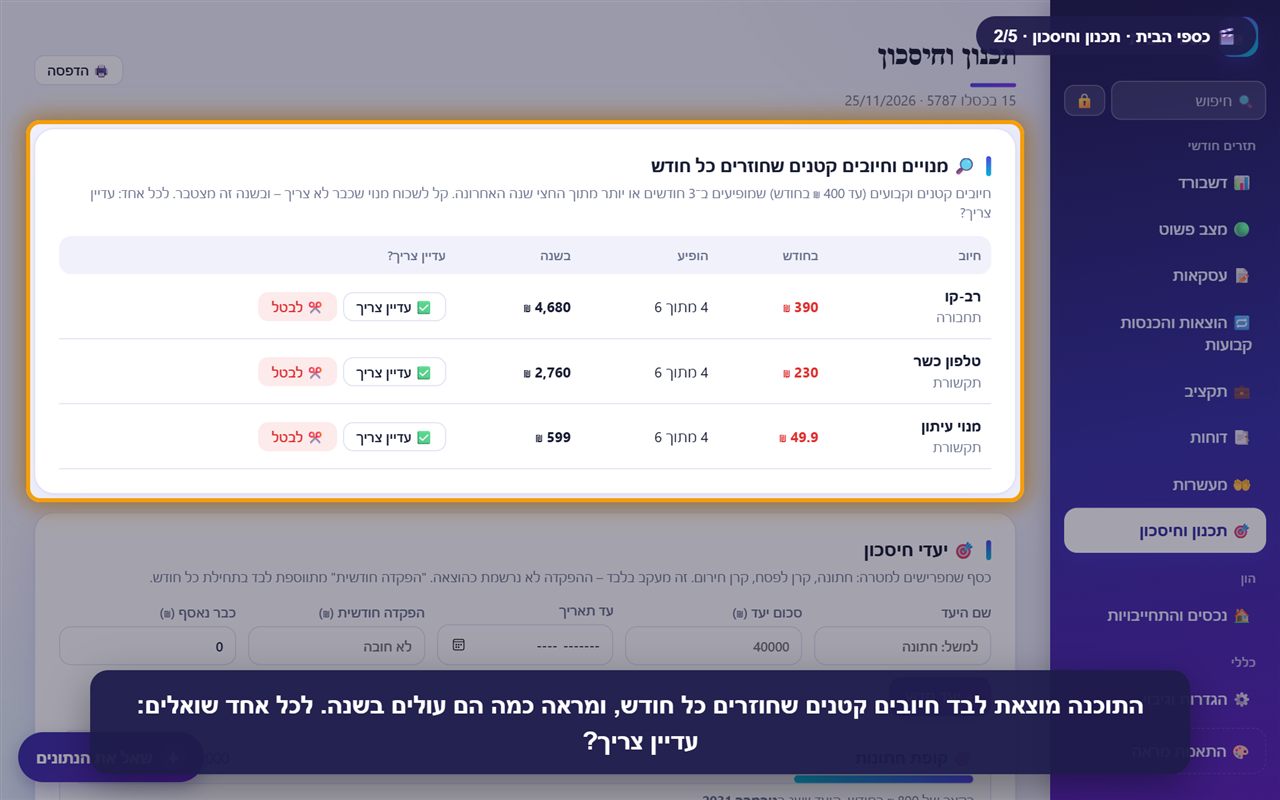 כספי הבית · תכנון וחיסכון · 2/5
חיפוש
תזרים חודשי
דשבורד
מצב פשוט
עסקאות
הוצאות והכנסות
קבועות
תקציב
דוחות
מעשרות
תכנון וחיסכון
הון
נכסים והתחייבויות
כללי
תכנון וחיסכון
15 בכסלו 5787 · 25/11/2026
הדפסה
מנויים וחיובים קטנים שחוזרים כל חודש
חיובים קטנים וקבועים (עד 400 ₪ בחודש) שמופיעים ב־3 חודשים או יותר מתוך החצי שנה האחרונה. קל לשכוח מנוי שכבר לא צריך – ובשנה זה מצטבר. לכל אחד: עדיין
צריך?
חיוב בחודש הופיע בשנה עדיין צריך?
רב-קו 390 ₪ 4 מתוך 6 4,680 ₪ עדיין צריך לבטל
תחבורה
טלפון כשר 230 ₪ 4 מתוך 6 2,760 ₪ עדיין צריך לבטל
תקשורת
מנוי עיתון 49.9 ₪ 4 מתוך 6 599 ₪ עדיין צריך לבטל
תקשורת
יעדי חיסכון
כסף שמפרישים למטרה: חתונה, קרן לפסח, קרן חירום. זה מעקב בלבד – ההפקדה לא נרשמת כהוצאה. "הפקדה חודשית" מתווספת לבד בתחילת כל חודש.
שם היעד סכום יעד (₪) עד תאריך הפקדה חודשית (₪) כבר נאסף (₪)
למשל: חתונה 40000 ---- ------- לא חובה 0
התוכנה מוצאת לבד חיובים קטנים שחוזרים כל חודש, ומראה כמה הם עולים בשנה. לכל אחד שואלים:
עדיין צריך?
קופת חתונות
שאל את הנתונים
הגדרות
התאמת מראה